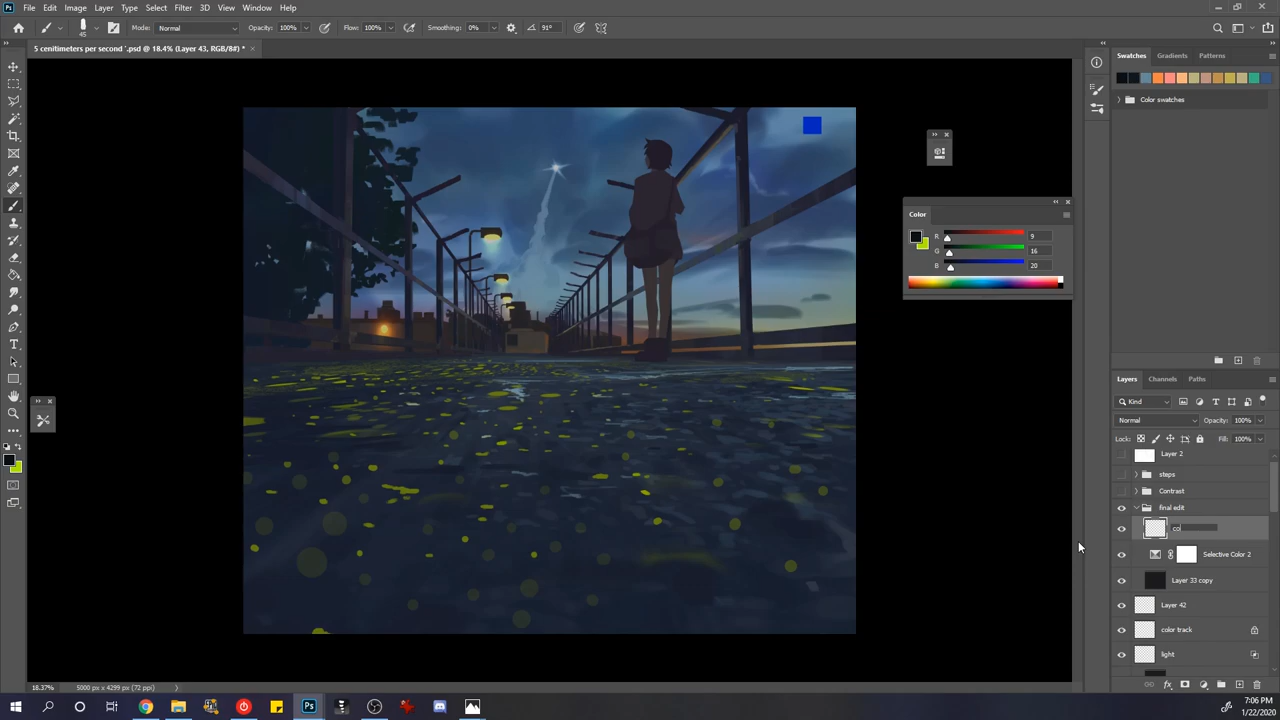 File Edit Image Layer Type Select Filter 3D View Window Help
45 Mode: Normal Opacity: 100% Flow: 100% Smoothing: 0% 91°
5 cenitimeters per second '.psd @ 18.4% (Layer 43, RGB/8#) *
Swatches Gradients Patterns
Color swatches
Color
R 9
G 16
B 20
Layers Channels Paths
Kind
Normal Opacity: 100%
Lock: Fill: 100%
Layer 2
steps
Contrast
final edit
co
Selective Color 2
Layer 33 copy
Layer 42
color track
light
18.37% 5000 px x 4299 px (72 ppi)
7:06 PM
1/22/2020